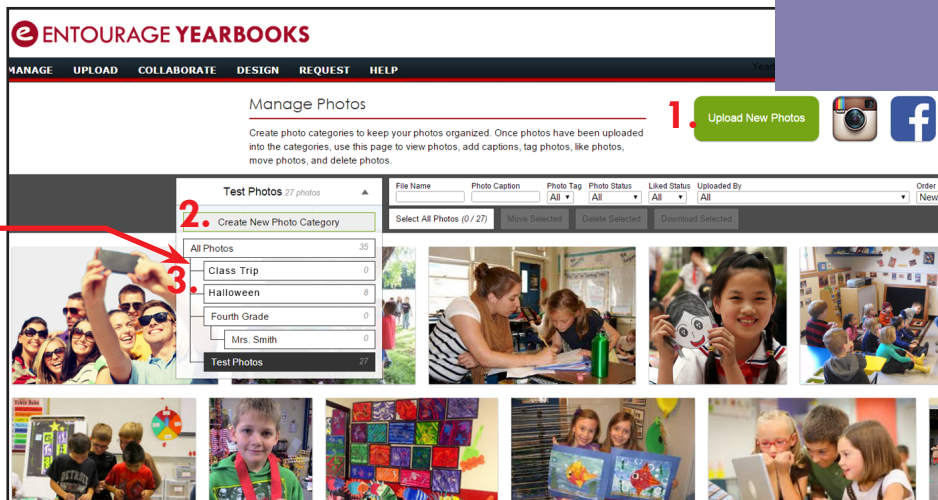 e ENTOURAGE YEARBOOKS
MANAGE UPLOAD COLLABORATE DESIGN REQUEST HELP
Manage Photos
Create photo categories to keep your photos organized. Once photos have been uploaded
into the categories, use this page to view photos, add captions, tag photos, like photos,
move photos, and delete photos.
1.
Upload New Photos
f
Test Photos 27 photos
File Name Photo Caption Photo Tag Photo Status Liked Status Uploaded By Order
All All All All New
2. Create New Photo Category
Select All Photos (0 / 27) Move Selected Delete Selected Download Selected
All Photos 35
3.
Class Trip 0
Halloween 8
Fourth Grade 0
Mrs. Smith 0
Test Photos 27